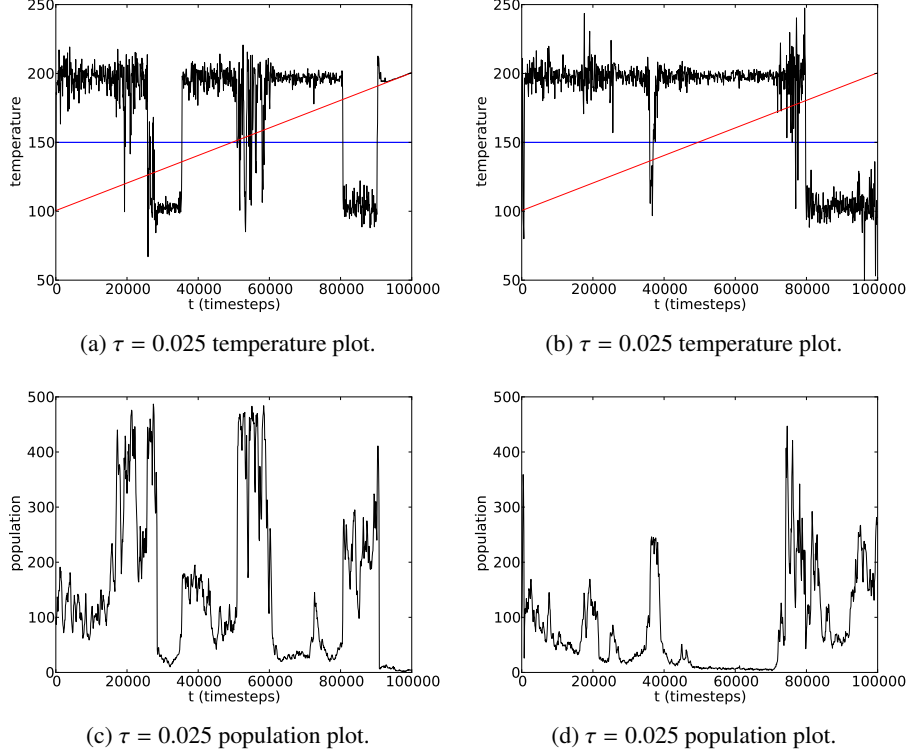 250
200
150
100
50
temperature
0 20000 40000 60000 80000 100000
t (timesteps)
(a) τ = 0.025 temperature plot.
250
200
150
100
50
temperature
0 20000 40000 60000 80000 100000
t (timesteps)
(b) τ = 0.025 temperature plot.
500
400
300
200
100
0
population
0 20000 40000 60000 80000 100000
t (timesteps)
(c) τ = 0.025 population plot.
500
400
300
200
100
0
population
0 20000 40000 60000 80000 100000
t (timesteps)
(d) τ = 0.025 population plot.